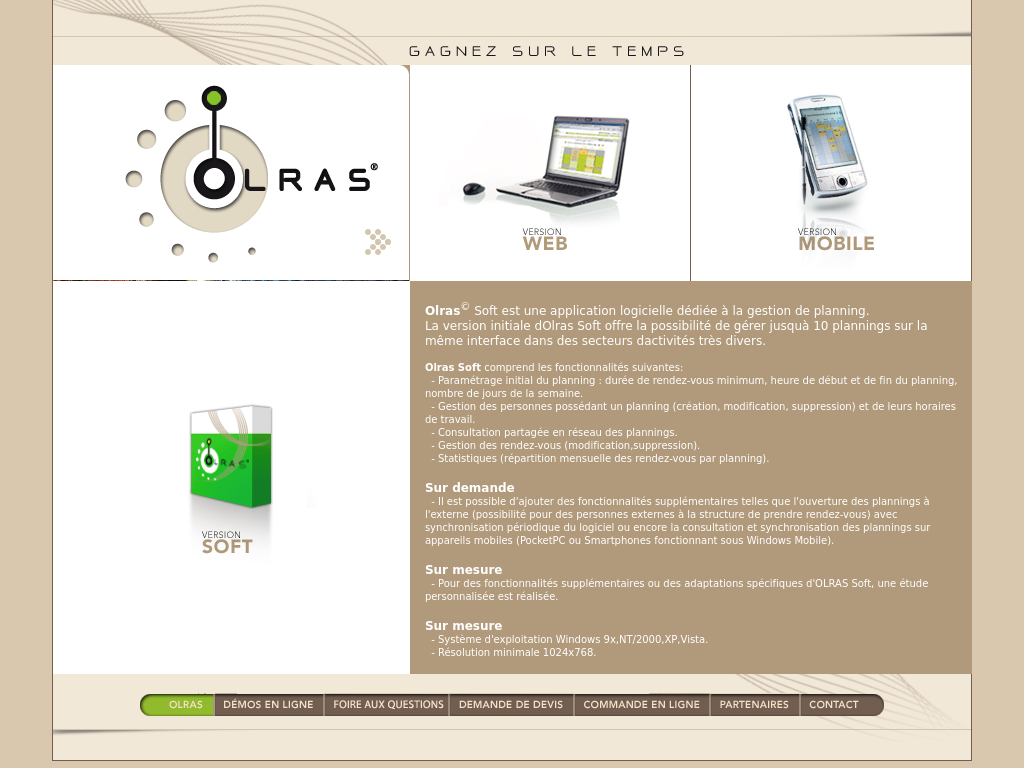 GAGNEZ SUR LE TEMPS
OLRAS®
VERSION
WEB
VERSION
MOBILE
Olras© Soft est une application logicielle dédiée à la gestion de planning.
La version initiale dOlras Soft offre la possibilité de gérer jusquà 10 plannings sur la
même interface dans des secteurs dactivités très divers.
Olras Soft comprend les fonctionnalités suivantes:
- Paramétrage initial du planning : durée de rendez-vous minimum, heure de début et de fin du planning,
nombre de jours de la semaine.
- Gestion des personnes possédant un planning (création, modification, suppression) et de leurs horaires
de travail.
- Consultation partagée en réseau des plannings.
- Gestion des rendez-vous (modification,suppression).
- Statistiques (répartition mensuelle des rendez-vous par planning).
Sur demande
- Il est possible d'ajouter des fonctionnalités supplémentaires telles que l'ouverture des plannings à
l'externe (possibilité pour des personnes externes à la structure de prendre rendez-vous) avec
synchronisation périodique du logiciel ou encore la consultation et synchronisation des plannings sur
appareils mobiles (PocketPC ou Smartphones fonctionnant sous Windows Mobile).
Sur mesure
- Pour des fonctionnalités supplémentaires ou des adaptations spécifiques d'OLRAS Soft, une étude
personnalisée est réalisée.
Sur mesure
- Système d'exploitation Windows 9x,NT/2000,XP,Vista.
- Résolution minimale 1024x768.
OLRAS
VERSION
SOFT
OLRAS DÉMOS EN LIGNE FOIRE AUX QUESTIONS DEMANDE DE DEVIS COMMANDE EN LIGNE PARTENAIRES CONTACT